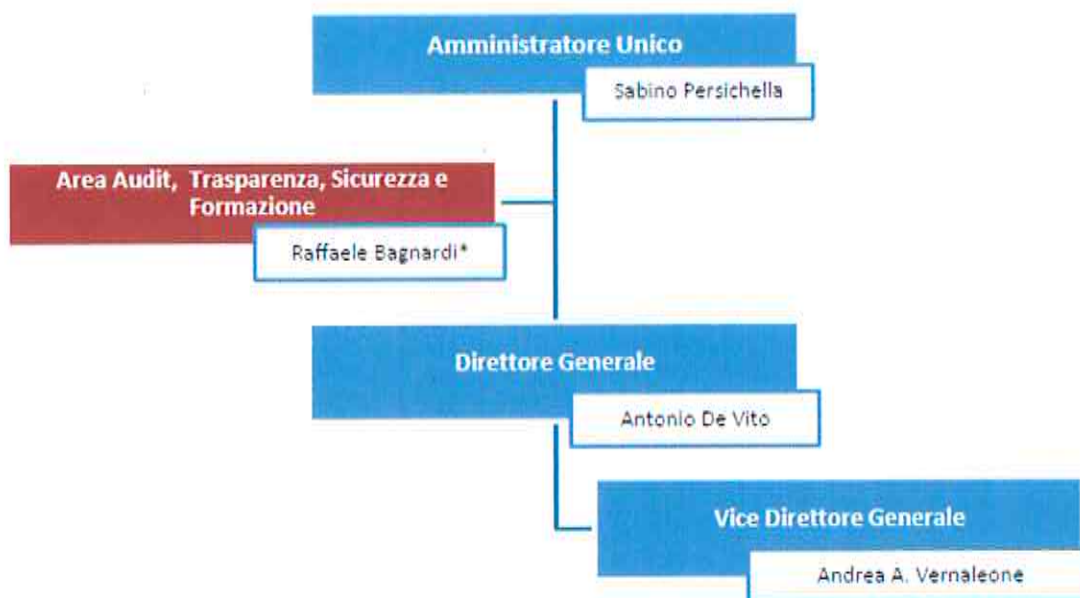 Amministratore Unico
Sabino Persichella
Area Audit, Trasparenza, Sicurezza e
Formazione
Raffaele Bagnardi*
Direttore Generale
Antonio De Vito
Vice Direttore Generale
Andrea A. Vernaleone